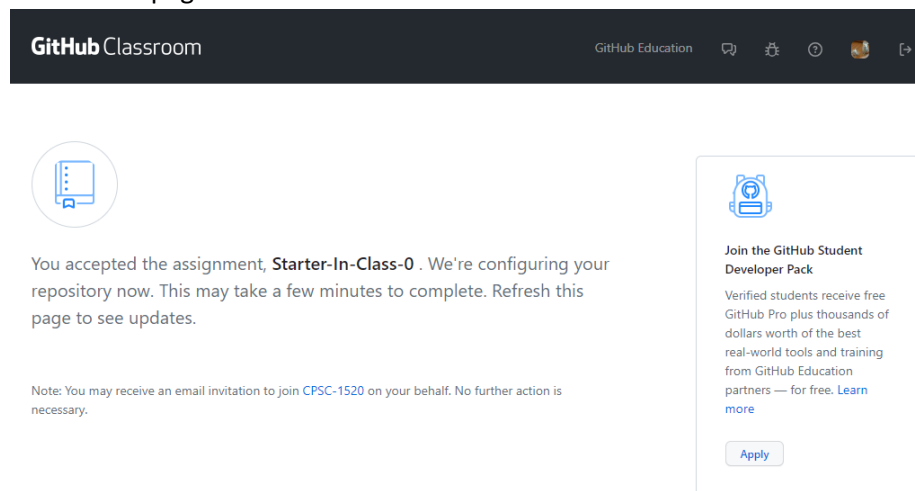 GitHub Classroom
GitHub Education
You accepted the assignment, Starter-In-Class-0 . We're configuring your
repository now. This may take a few minutes to complete. Refresh this
page to see updates.
Note: You may receive an email invitation to join CPSC-1520 on your behalf. No further action is
necessary.
Join the GitHub Student
Developer Pack
Verified students receive free
GitHub Pro plus thousands of
dollars worth of the best
real-world tools and training
from GitHub Education
partners — for free. Learn
more
Apply